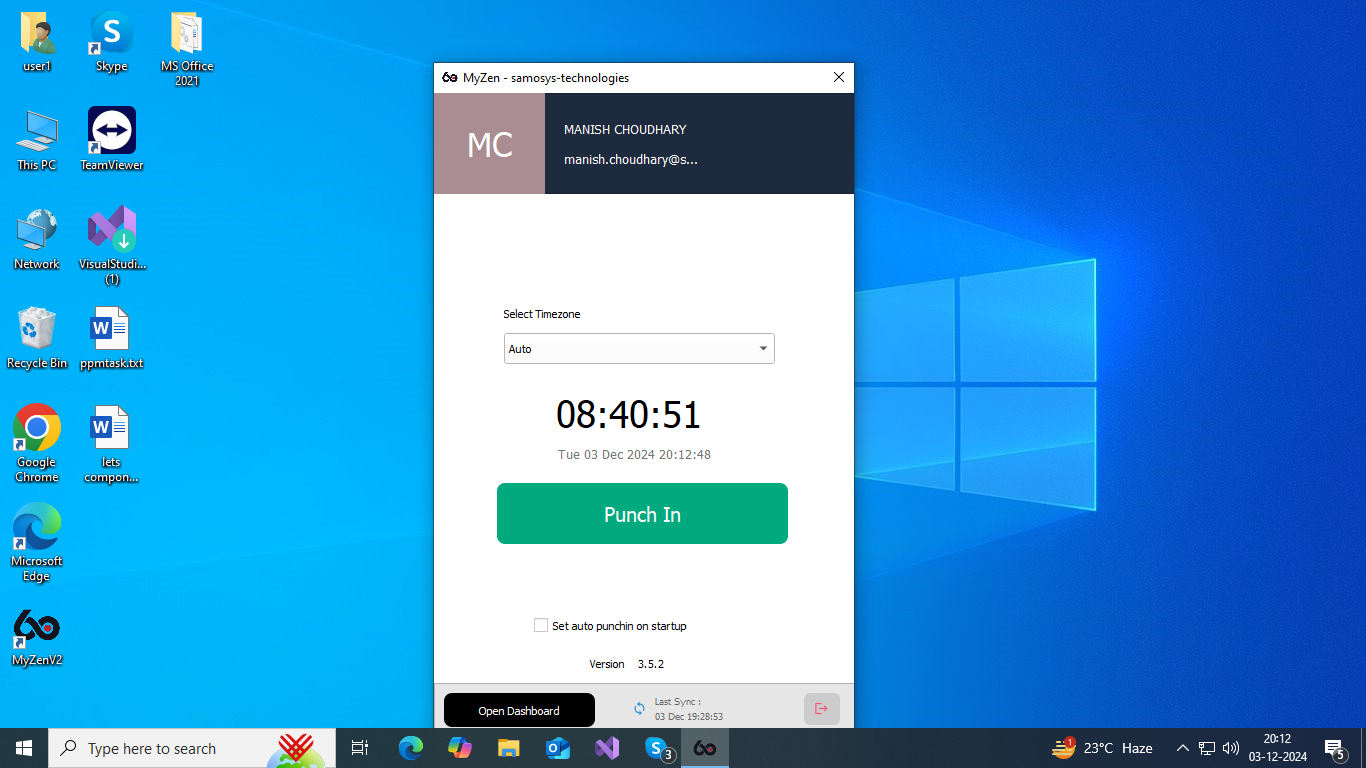 user1
Skype
MS Office
2021
This PC
TeamViewer
Network
VisualStudi...
(1)
Recycle Bin
ppmtask.txt
Google
Chrome
lets
compon...
Microsoft
Edge
MyZenV2
MyZen - samosys-technologies
MC
MANISH CHOUDHARY
manish.choudhary@s...
Select Timezone
Auto
08:40:51
Tue 03 Dec 2024 20:12:48
Punch In
Set auto punchin on startup
Version 3.5.2
Open Dashboard
Last Sync :
03 Dec 19:28:53
Type here to search
3
1
23°C Haze
20:12
03-12-2024
5